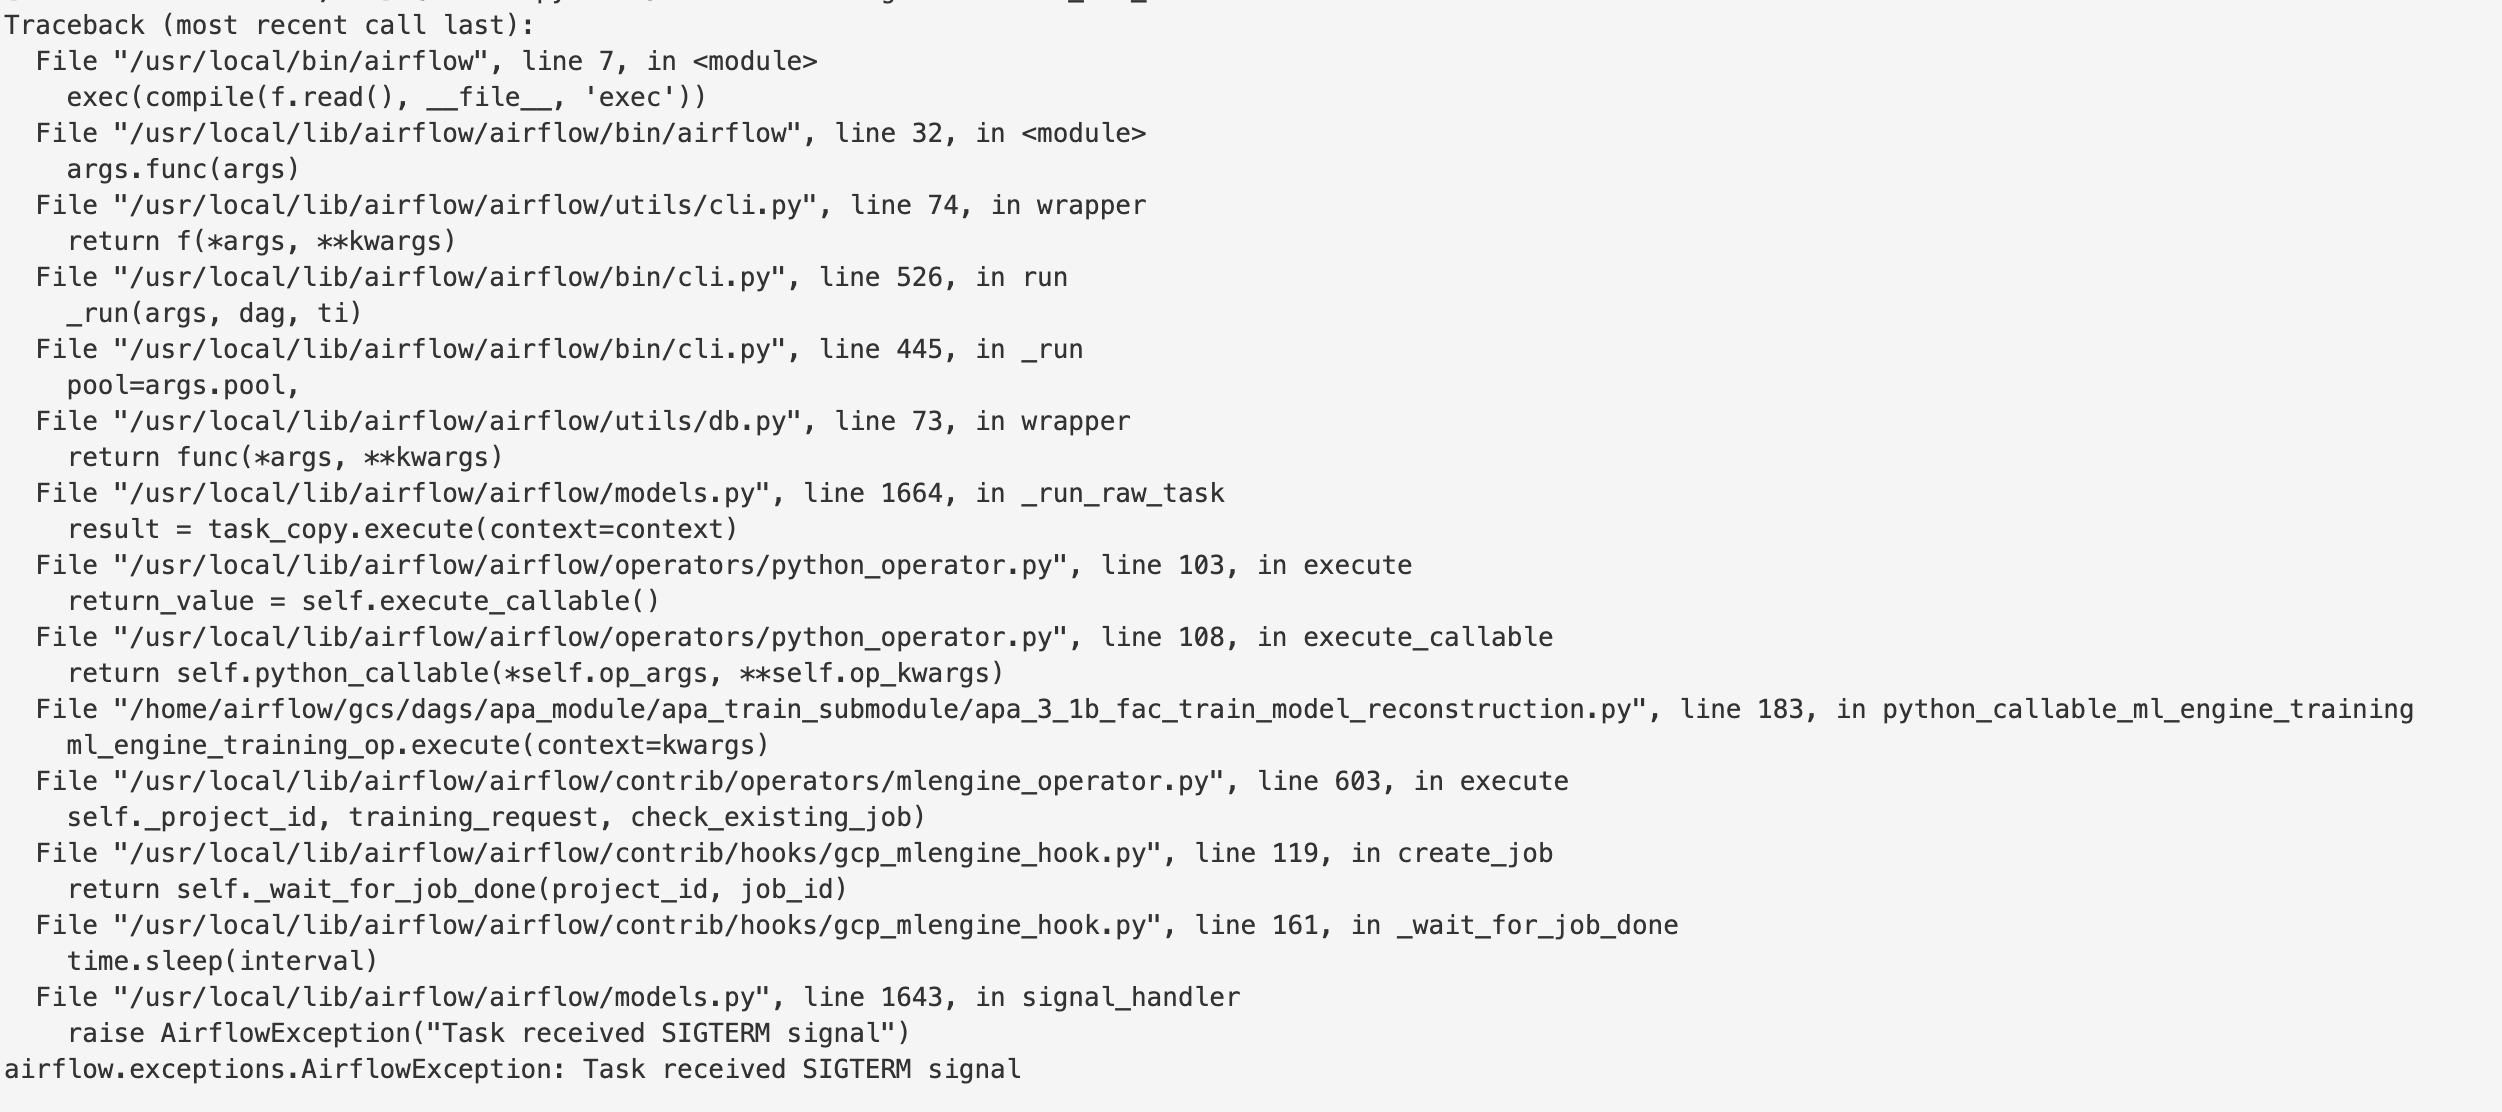 Traceback (most recent call last):
  File "/usr/local/bin/airflow", line 7, in <module>
    exec(compile(f.read(), __file__, 'exec'))
  File "/usr/local/lib/airflow/airflow/bin/airflow", line 32, in <module>
    args.func(args)
  File "/usr/local/lib/airflow/airflow/utils/cli.py", line 74, in wrapper
    return f(*args, **kwargs)
  File "/usr/local/lib/airflow/airflow/bin/cli.py", line 526, in run
    _run(args, dag, ti)
  File "/usr/local/lib/airflow/airflow/bin/cli.py", line 445, in _run
    pool=args.pool,
  File "/usr/local/lib/airflow/airflow/utils/db.py", line 73, in wrapper
    return func(*args, **kwargs)
  File "/usr/local/lib/airflow/airflow/models.py", line 1664, in _run_raw_task
    result = task_copy.execute(context=context)
  File "/usr/local/lib/airflow/airflow/operators/python_operator.py", line 103, in execute
    return_value = self.execute_callable()
  File "/usr/local/lib/airflow/airflow/operators/python_operator.py", line 108, in execute_callable
    return self.python_callable(*self.op_args, **self.op_kwargs)
  File "/home/airflow/gcs/dags/apa_module/apa_train_submodule/apa_3_1b_fac_train_model_reconstruction.py", line 183, in python_callable_ml_engine_training
    ml_engine_training_op.execute(context=kwargs)
  File "/usr/local/lib/airflow/airflow/contrib/operators/mlengine_operator.py", line 603, in execute
    self._project_id, training_request, check_existing_job)
  File "/usr/local/lib/airflow/airflow/contrib/hooks/gcp_mlengine_hook.py", line 119, in create_job
    return self._wait_for_job_done(project_id, job_id)
  File "/usr/local/lib/airflow/airflow/contrib/hooks/gcp_mlengine_hook.py", line 161, in _wait_for_job_done
    time.sleep(interval)
  File "/usr/local/lib/airflow/airflow/models.py", line 1643, in signal_handler
    raise AirflowException("Task received SIGTERM signal")
airflow.exceptions.AirflowException: Task received SIGTERM signal